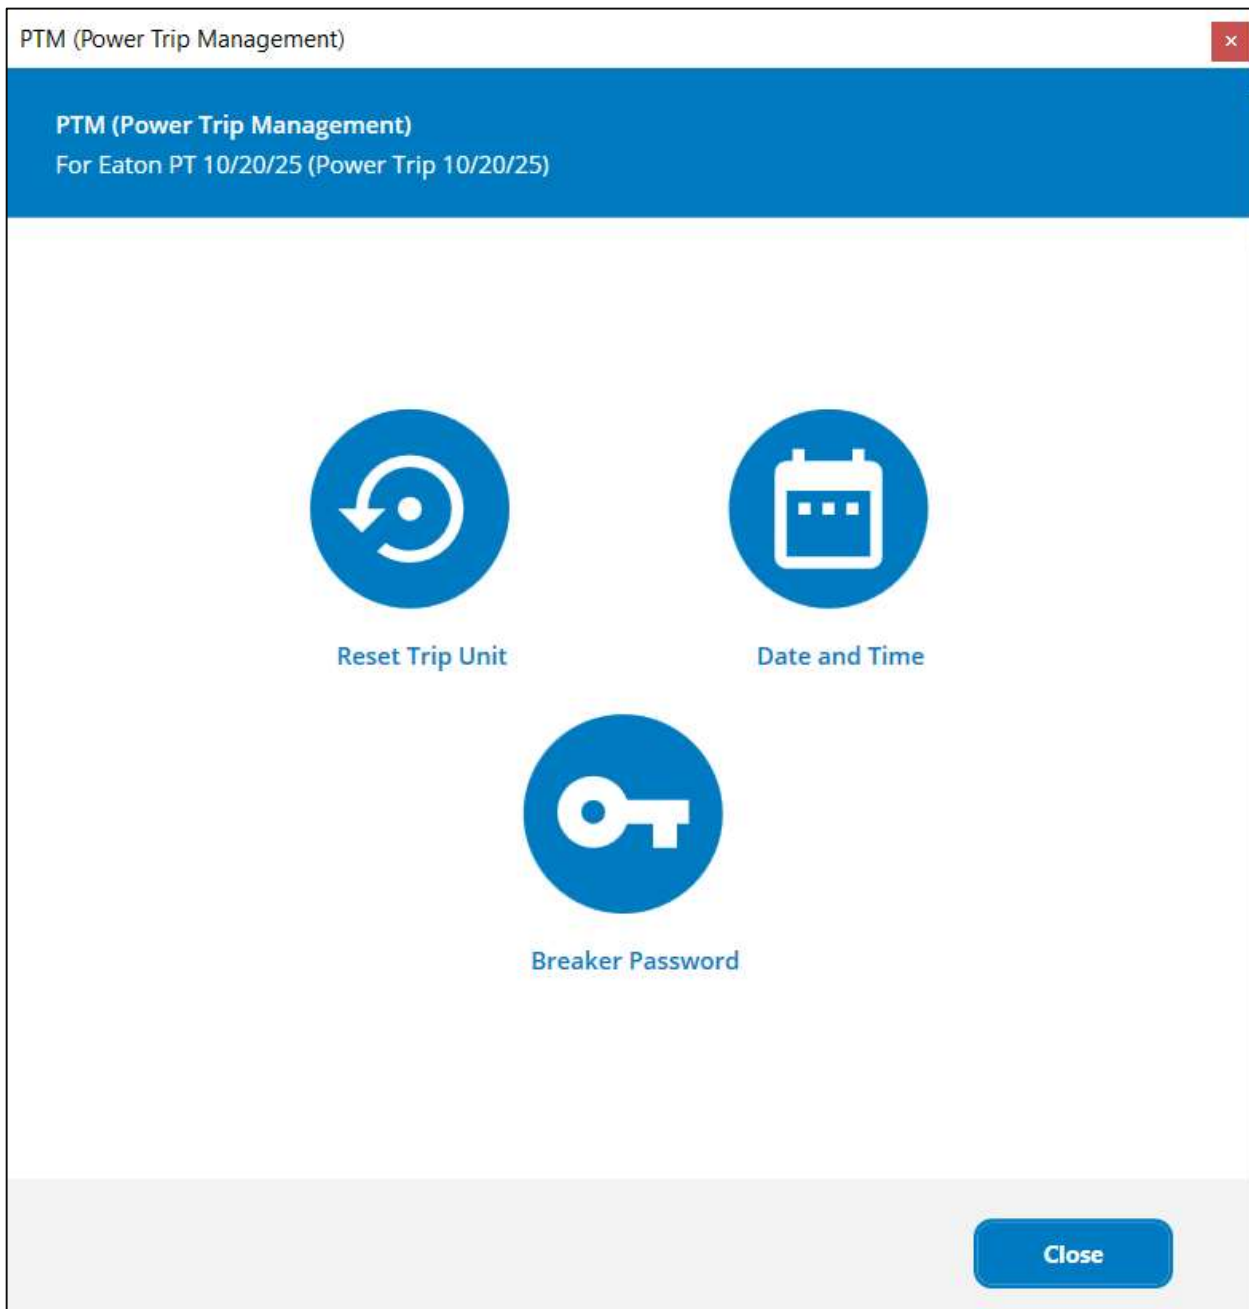 PTM (Power Trip Management)
PTM (Power Trip Management)
For Eaton PT 10/20/25 (Power Trip 10/20/25)
Reset Trip Unit
Date and Time
Breaker Password
Close